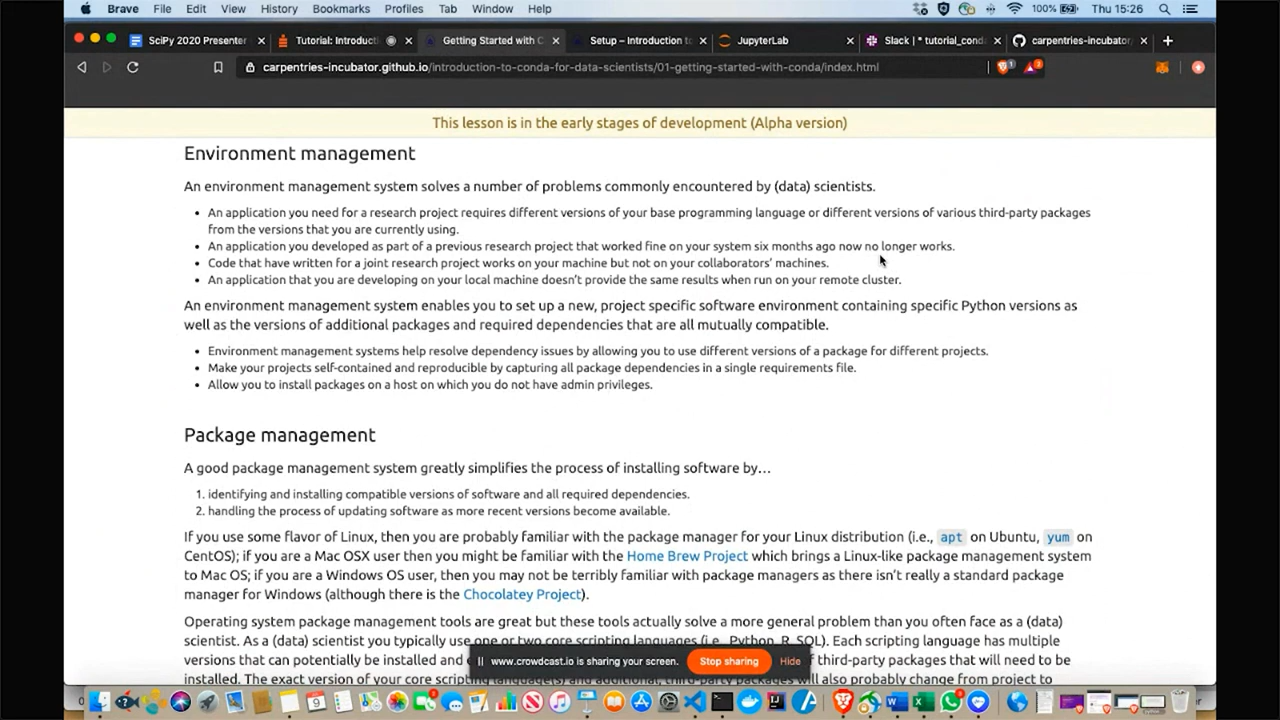 Brave File Edit View History Bookmarks Profiles Tab Window Help 100% Thu 15:26
SciPy 2020 Presenter Tutorial: Introducti Getting Started with C Setup – Introduction to JupyterLab Slack | * tutorial_cond carpentries-incubator/
carpentries-incubator.github.io/introduction-to-conda-for-data-scientists/01-getting-started-with-conda/index.html
This lesson is in the early stages of development (Alpha version)
Environment management
An environment management system solves a number of problems commonly encountered by (data) scientists.
• An application you need for a research project requires different versions of your base programming language or different versions of various third-party packages
from the versions that you are currently using.
• An application you developed as part of a previous research project that worked fine on your system six months ago now no longer works.
• Code that have written for a joint research project works on your machine but not on your collaborators’ machines.
• An application that you are developing on your local machine doesn’t provide the same results when run on your remote cluster.
An environment management system enables you to set up a new, project specific software environment containing specific Python versions as
well as the versions of additional packages and required dependencies that are all mutually compatible.
• Environment management systems help resolve dependency issues by allowing you to use different versions of a package for different projects.
• Make your projects self-contained and reproducible by capturing all package dependencies in a single requirements file.
• Allow you to install packages on a host on which you do not have admin privileges.
Package management
A good package management system greatly simplifies the process of installing software by…
1. identifying and installing compatible versions of software and all required dependencies.
2. handling the process of updating software as more recent versions become available.
If you use some flavor of Linux, then you are probably familiar with the package manager for your Linux distribution (i.e., apt on Ubuntu, yum on
CentOS); if you are a Mac OSX user then you might be familiar with the Home Brew Project which brings a Linux-like package management system
to Mac OS; if you are a Windows OS user, then you may not be terribly familiar with package managers as there isn’t really a standard package
manager for Windows (although there is the Chocolatey Project).
Operating system package management tools are great but these tools actually solve a more general problem than you often face as a (data)
scientist. As a (data) scientist you typically use one or two core scripting languages (i.e., Python, R, SQL). Each scripting language has multiple
versions that can potentially be installed and of third-party packages that will need to be
www.crowdcast.io is sharing your screen. Stop sharing Hide
installed. The exact version of your core scripting language(s) and additional, third-party packages will also probably change from project to